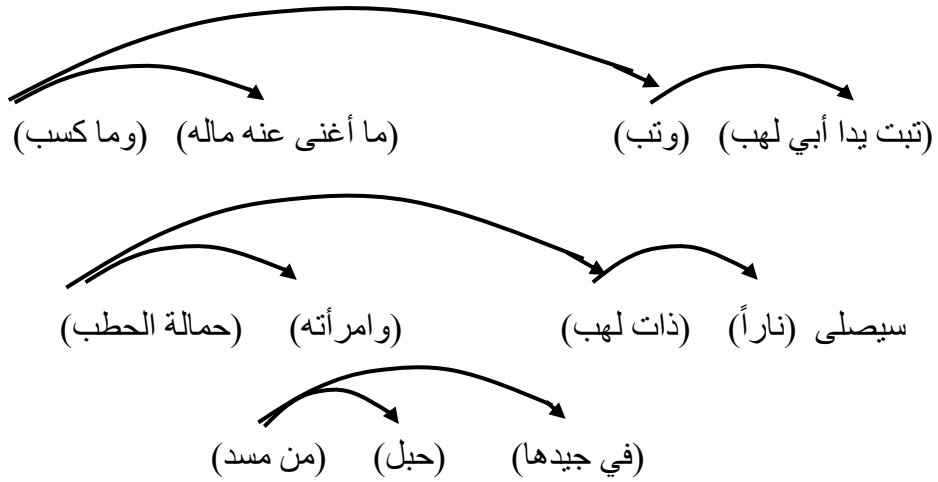 (تبت يدا أبي لهب) (وتب) (ما أغنى عنه ماله) (وما كسب)
سيصلى (ناراً) (ذات لهب) (وامرأته) (حمالة الحطب)
(في جيدها) (حبل) (من مسد)